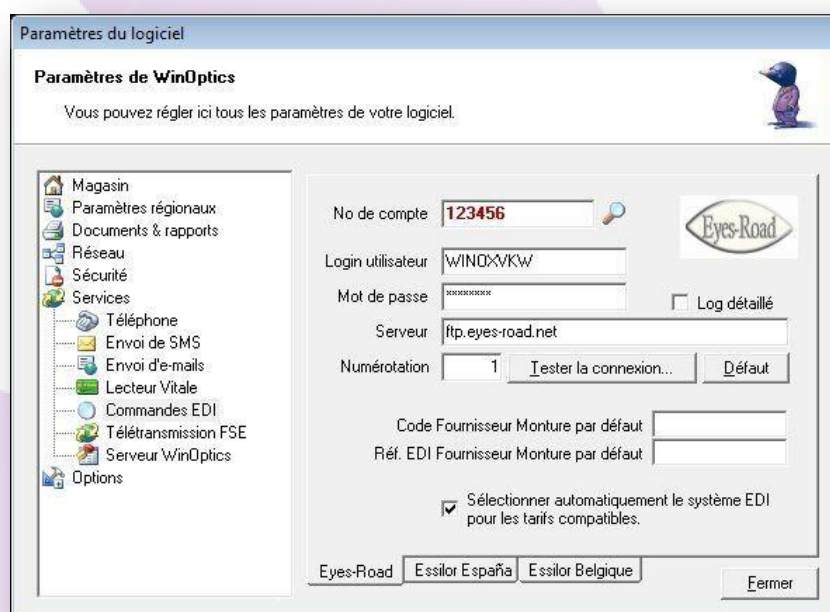 Paramètres du logiciel
Paramètres de WinOptics
Vous pouvez régler ici tous les paramètres de votre logiciel.
Magasin
Paramètres régionaux
Documents & rapports
Réseau
Sécurité
Services
Téléphone
Envoi de SMS
Envoi d'e-mails
Lecteur Vitale
Commandes EDI
Télétransmission FSE
Serveur WinOptics
Options
No de compte 123456
Eyes-Road
Login utilisateur WINOXVKW
Mot de passe xxxxxxxx
Log détaillé
Serveur ftp.eyes-road.net
Numérotation 1 Tester la connexion... Défaut
Code Fournisseur Monture par défaut
Réf. EDI Fournisseur Monture par défaut
Sélectionner automatiquement le système EDI
pour les tarifs compatibles.
Eyes-Road Essilor España Essilor Belgique
Fermer